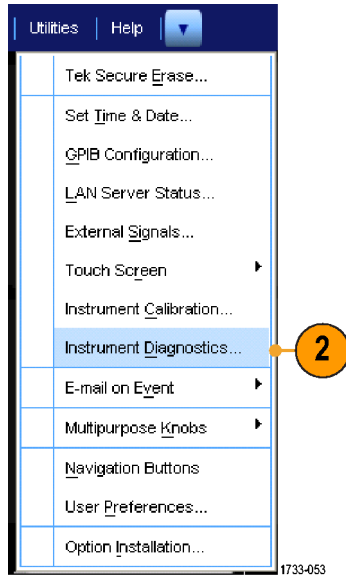 Utilities Help
Tek Secure Erase...
Set Time & Date...
GPIB Configuration...
LAN Server Status...
External Signals...
Touch Screen
Instrument Calibration...
Instrument Diagnostics...
2
E-mail on Event
Multipurpose Knobs
Navigation Buttons
User Preferences...
Option Installation...
1733-053